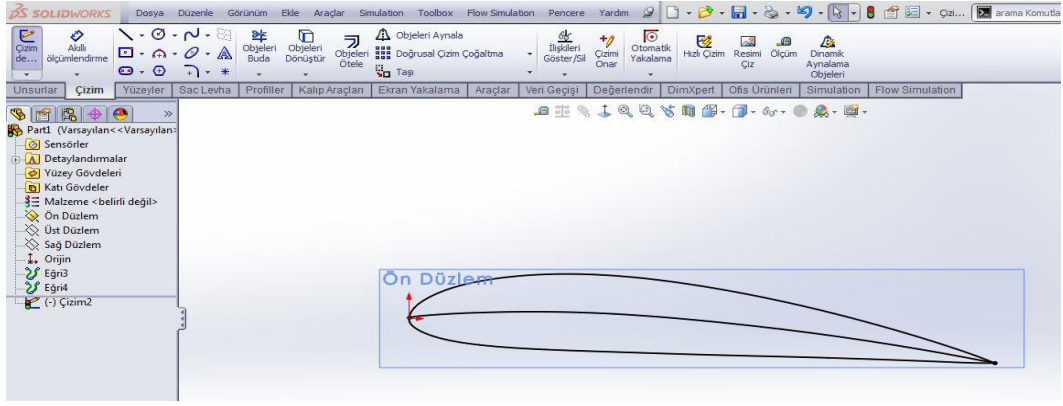 SOLIDWORKS Dosya Düzenle Görünüm Ekle Araçlar Simulation Toolbox Flow Simulation Pencere Yardım Çizi... arama Komutla
Çizim de... Akıllı ölçümlendirme Objeleri Buda Objeleri Dönüştür Objeleri Ötele Objeleri Aynala Doğrusal Çizim Çoğaltma Taşı İlişkileri Göster/Sil Çizimi Onar Otomatik Yakalama Hızlı Çizim Resimi Çiz Ölçüm Dinamik Aynalama Objeleri
Unsurlar Çizim Yüzeyler Sac Levha Profiller Kalıp Araçları Ekran Yakalama Araçlar Veri Geçişi Değerlendir DimXpert Ofis Ürünleri Simulation Flow Simulation
Part1 (Varsayılan<<Varsayılan>
Sensörler
Detaylandırmalar
Yüzey Gövdeleri
Katı Gövdeler
Malzeme <belirli değil>
Ön Düzlem
Üst Düzlem
Sağ Düzlem
Orijin
Eğri3
Eğri4
(-) Çizim2
Ön Düzlem